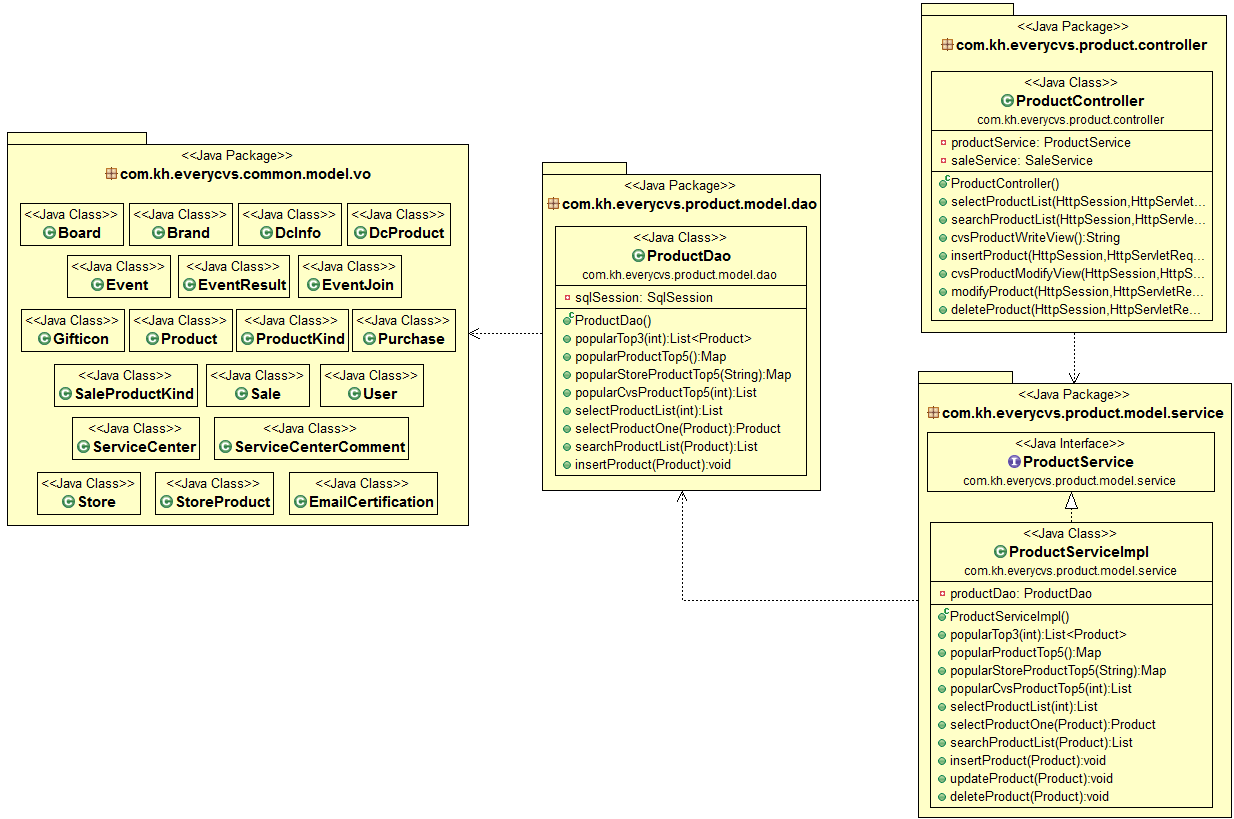 <<Java Package>>
com.kh.everycvs.common.model.vo
<<Java Class>> <<Java Class>> <<Java Class>> <<Java Class>>
Board Brand DcInfo DcProduct
<<Java Class>> <<Java Class>> <<Java Class>>
Event EventResult EventJoin
<<Java Class>> <<Java Class>> <<Java Class>> <<Java Class>>
Gifticon Product ProductKind Purchase
<<Java Class>> <<Java Class>> <<Java Class>>
SaleProductKind Sale User
<<Java Class>> <<Java Class>>
ServiceCenter ServiceCenterComment
<<Java Class>> <<Java Class>> <<Java Class>>
Store StoreProduct EmailCertification
<<Java Package>>
com.kh.everycvs.product.model.dao
<<Java Class>>
ProductDao
com.kh.everycvs.product.model.dao
sqlSession: SqlSession
ProductDao()
popularTop3(int):List<Product>
popularProductTop5():Map
popularStoreProductTop5(String):Map
popularCvsProductTop5(int):List
selectProductList(int):List
selectProductOne(Product):Product
searchProductList(Product):List
insertProduct(Product):void
<<Java Package>>
com.kh.everycvs.product.controller
<<Java Class>>
ProductController
com.kh.everycvs.product.controller
productService: ProductService
saleService: SaleService
ProductController()
selectProductList(HttpSession,HttpServlet...
searchProductList(HttpSession,HttpServle...
cvsProductWriteView():String
insertProduct(HttpSession,HttpServletReq...
cvsProductModifyView(HttpSession,HttpS...
modifyProduct(HttpSession,HttpServletRe...
deleteProduct(HttpSession,HttpServletRe...
<<Java Package>>
com.kh.everycvs.product.model.service
<<Java Interface>>
ProductService
com.kh.everycvs.product.model.service
<<Java Class>>
ProductServiceImpl
com.kh.everycvs.product.model.service
productDao: ProductDao
ProductServiceImpl()
popularTop3(int):List<Product>
popularProductTop5():Map
popularStoreProductTop5(String):Map
popularCvsProductTop5(int):List
selectProductList(int):List
selectProductOne(Product):Product
searchProductList(Product):List
insertProduct(Product):void
updateProduct(Product):void
deleteProduct(Product):void